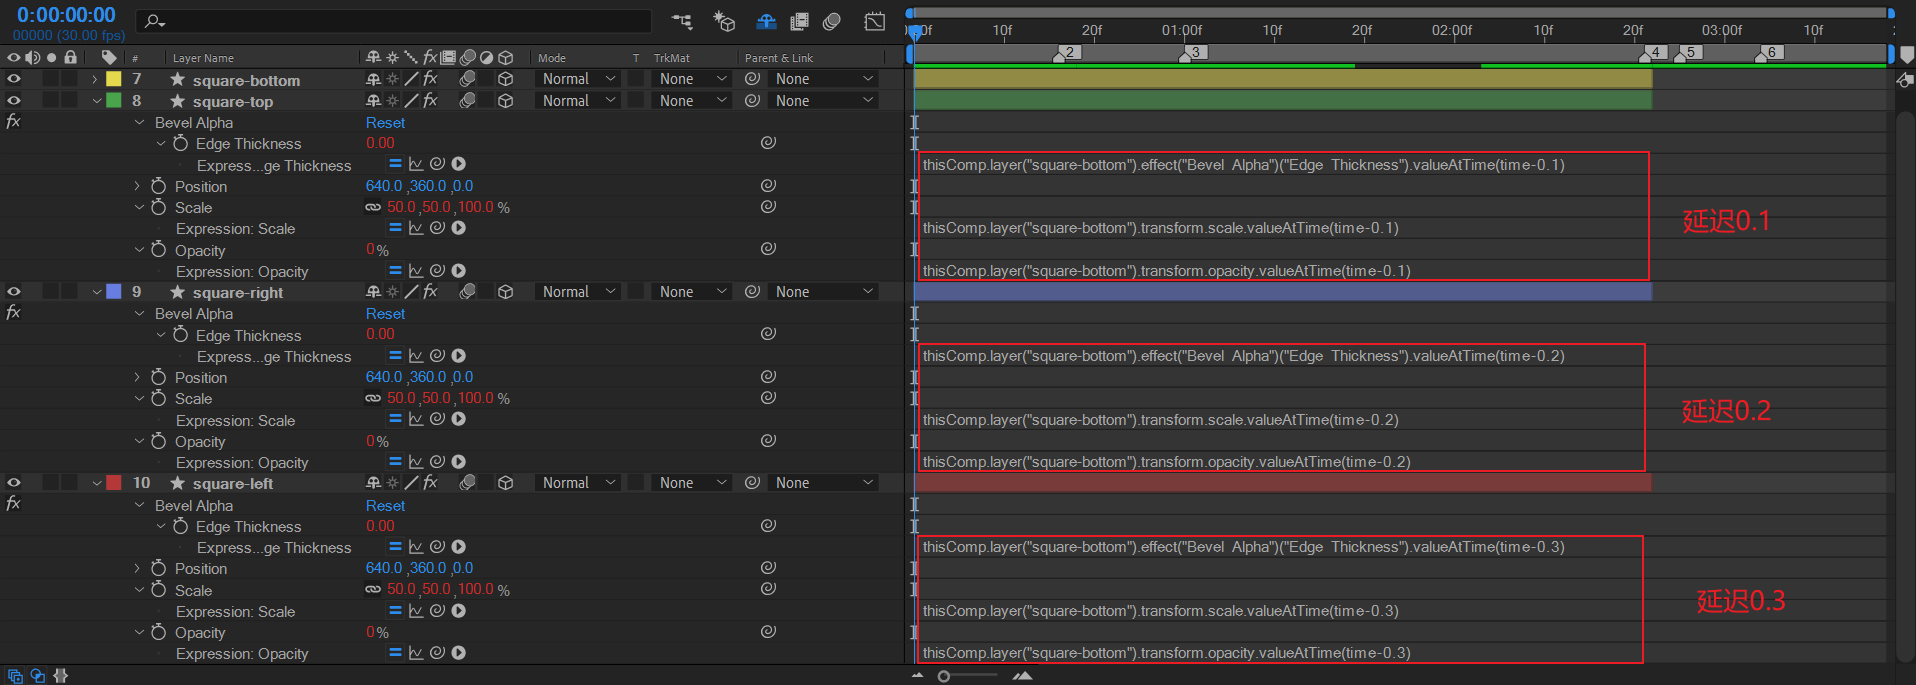 0:00:00:00
00000 (30.00 fps)
10f 20f 01:00f 10f 20f 02:00f 10f 20f 03:00f 10f
2 3 4 5 6
# Layer Name fx Mode T TrkMat Parent & Link
7 square-bottom fx Normal None None
8 square-top fx Normal None None
fx Bevel Alpha Reset
Edge Thickness 0.00
Express...ge Thickness thisComp.layer("square-bottom").effect("Bevel Alpha")("Edge Thickness").valueAtTime(time-0.1)
Position 640.0,360.0,0.0
Scale 50.0,50.0,100.0 %
延迟0.1
Expression: Scale thisComp.layer("square-bottom").transform.scale.valueAtTime(time-0.1)
Opacity 0%
Expression: Opacity thisComp.layer("square-bottom").transform.opacity.valueAtTime(time-0.1)
9 square-right fx Normal None None
fx Bevel Alpha Reset
Edge Thickness 0.00
Express...ge Thickness thisComp.layer("square-bottom").effect("Bevel Alpha")("Edge Thickness").valueAtTime(time-0.2)
Position 640.0,360.0,0.0
Scale 50.0,50.0,100.0 %
延迟0.2
Expression: Scale thisComp.layer("square-bottom").transform.scale.valueAtTime(time-0.2)
Opacity 0%
Expression: Opacity thisComp.layer("square-bottom").transform.opacity.valueAtTime(time-0.2)
10 square-left fx Normal None None
fx Bevel Alpha Reset
Edge Thickness 0.00
Express...ge Thickness thisComp.layer("square-bottom").effect("Bevel Alpha")("Edge Thickness").valueAtTime(time-0.3)
Position 640.0,360.0,0.0
Scale 50.0,50.0,100.0 %
延迟0.3
Expression: Scale thisComp.layer("square-bottom").transform.scale.valueAtTime(time-0.3)
Opacity 0%
Expression: Opacity thisComp.layer("square-bottom").transform.opacity.valueAtTime(time-0.3)